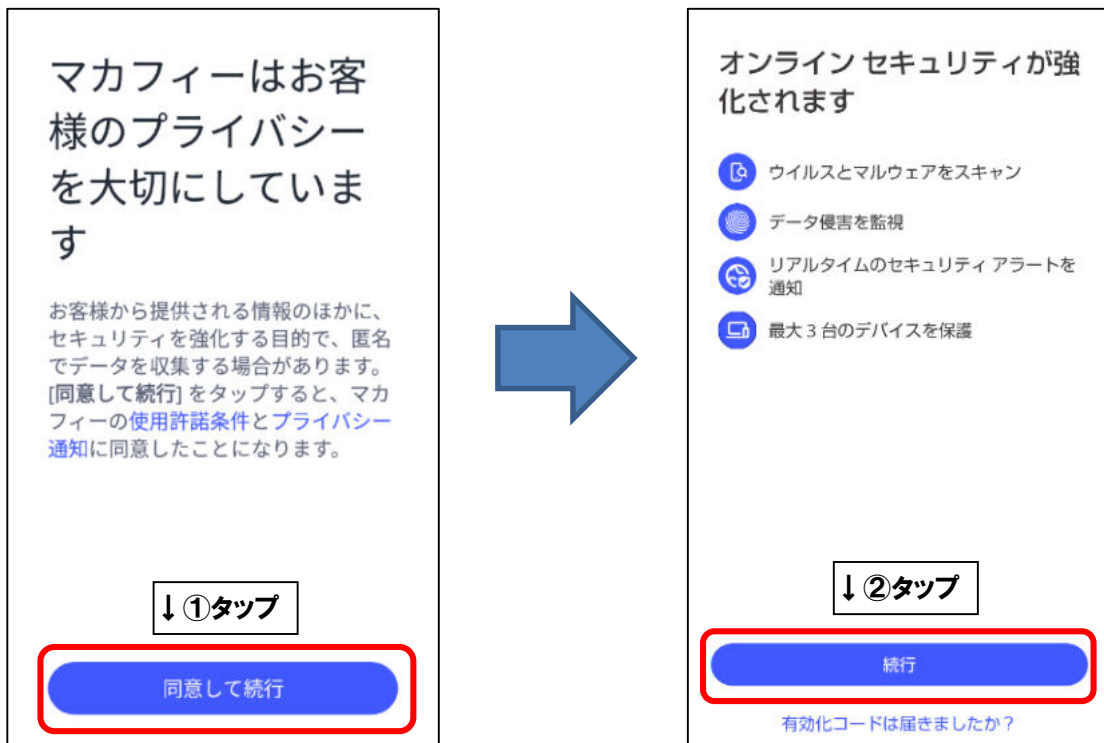 マカフィーはお客
様のプライバシー
を大切にしていま
す
お客様から提供される情報のほかに、
セキュリティを強化する目的で、匿名
でデータを収集する場合があります。
[同意して続行] をタップすると、マカ
フィーの使用許諾条件とプライバシー
通知に同意したことになります。
↓①タップ
同意して続行
オンライン セキュリティが強
化されます
ウイルスとマルウェアをスキャン
データ侵害を監視
リアルタイムのセキュリティ アラートを
通知
最大 3 台のデバイスを保護
↓②タップ
続行
有効化コードは届きましたか？